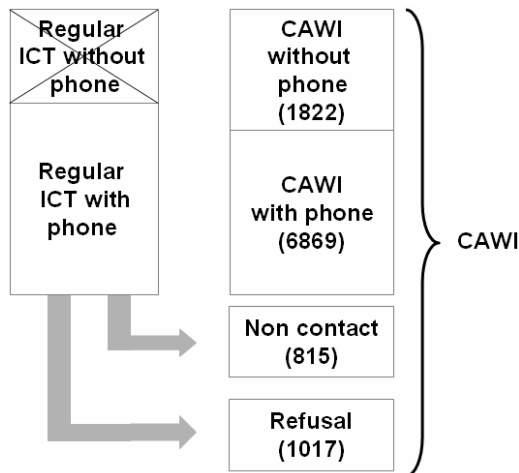 Regular
ICT without
phone
Regular
ICT with
phone
CAWI
without
phone
(1822)
CAWI
with phone
(6869)
Non contact
(815)
Refusal
(1017)
CAWI